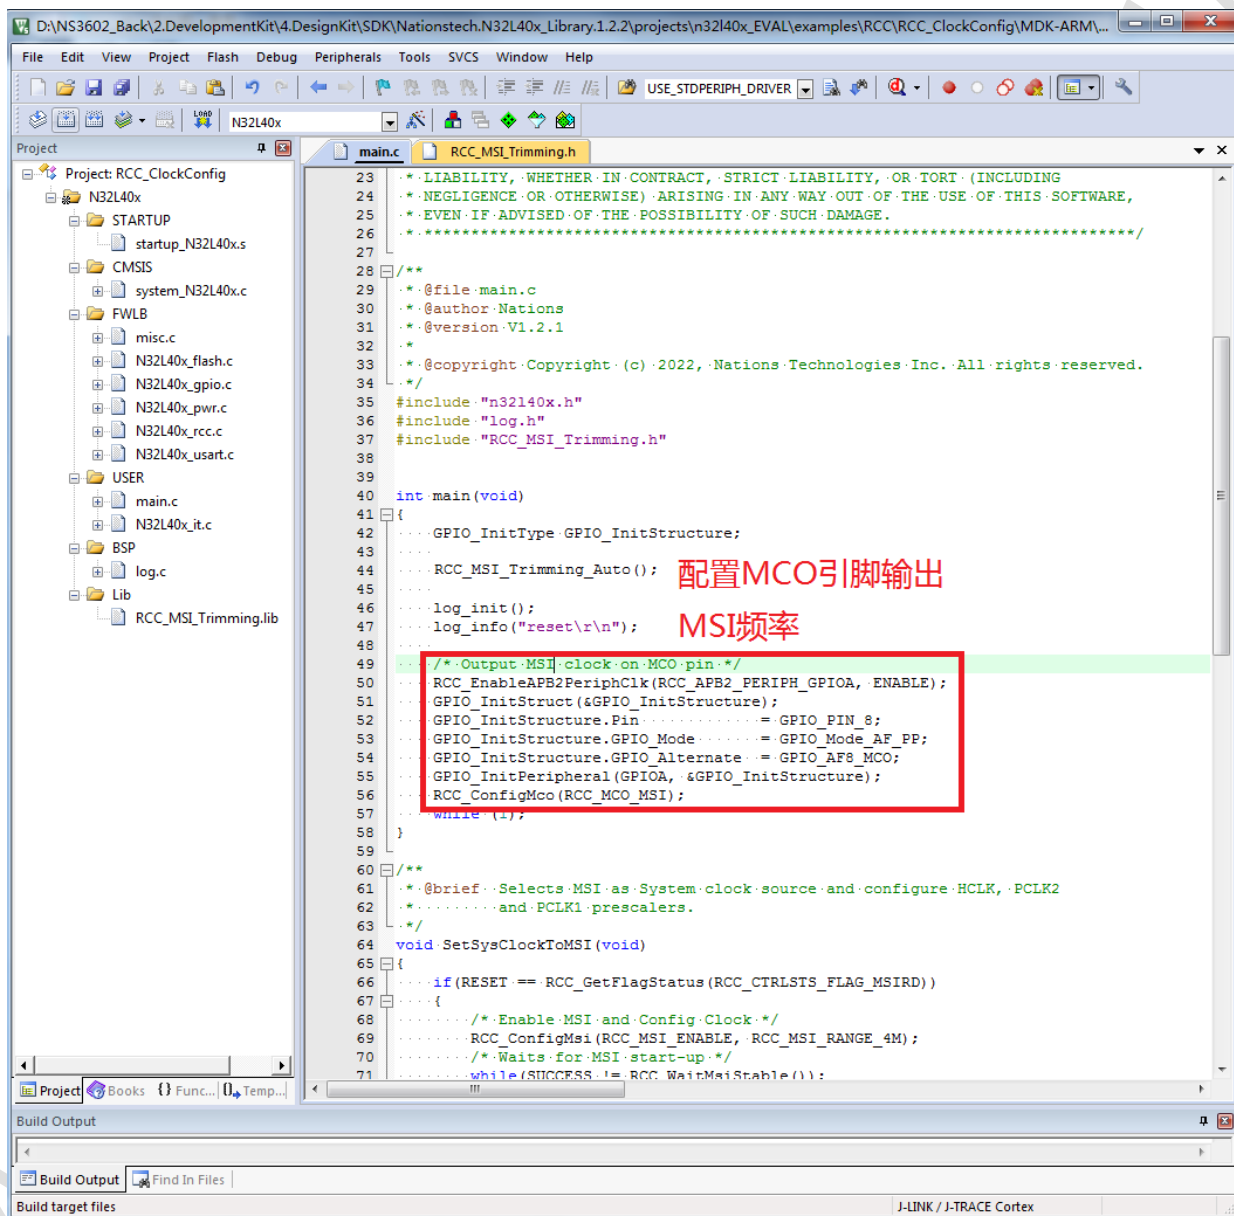 D:\NS3602_Back\2.DevelopmentKit\4.DesignKit\SDK\Nationstech.N32L40x_Library.1.2.2\projects\n32l40x_EVAL\examples\RCC\RCC_ClockConfig\MDK-ARM\...
File Edit View Project Flash Debug Peripherals Tools SVCS Window Help
USE_STDPERIPH_DRIVER
LOAD N32L40x
Project
main.c RCC_MSI_Trimming.h
Project: RCC_ClockConfig
N32L40x
STARTUP
startup_N32L40x.s
CMSIS
system_N32L40x.c
FWLB
misc.c
N32L40x_flash.c
N32L40x_gpio.c
N32L40x_pwr.c
N32L40x_rcc.c
N32L40x_usart.c
USER
main.c
N32L40x_it.c
BSP
log.c
Lib
RCC_MSI_Trimming.lib
23 * LIABILITY, WHETHER IN CONTRACT, STRICT LIABILITY, OR TORT (INCLUDING
24 * NEGLIGENCE OR OTHERWISE) ARISING IN ANY WAY OUT OF THE USE OF THIS SOFTWARE,
25 * EVEN IF ADVISED OF THE POSSIBILITY OF SUCH DAMAGE.
26 * ****************************************************************************/
27
28 /**
29 * @file main.c
30 * @author Nations
31 * @version V1.2.1
32 *
33 * @copyright Copyright (c) 2022, Nations Technologies Inc. All rights reserved.
34 */
35 #include "n32l40x.h"
36 #include "log.h"
37 #include "RCC_MSI_Trimming.h"
38
39
40 int main(void)
41 {
42 GPIO_InitType GPIO_InitStructure;
43
44 RCC_MSI_Trimming_Auto();
45
46 log_init();
47 log_info("reset\r\n");
48
配置MCO引脚输出
MSI频率
49 /* Output MSI clock on MCO pin */
50 RCC_EnableAPB2PeriphClk(RCC_APB2_PERIPH_GPIOA, ENABLE);
51 GPIO_InitStruct(&GPIO_InitStructure);
52 GPIO_InitStructure.Pin = GPIO_PIN_8;
53 GPIO_InitStructure.GPIO_Mode = GPIO_Mode_AF_PP;
54 GPIO_InitStructure.GPIO_Alternate = GPIO_AF8_MCO;
55 GPIO_InitPeripheral(GPIOA, &GPIO_InitStructure);
56 RCC_ConfigMco(RCC_MCO_MSI);
57 while (1);
58 }
59
60 /**
61 * @brief Selects MSI as System clock source and configure HCLK, PCLK2
62 * and PCLK1 prescalers.
63 */
64 void SetSysClockToMSI(void)
65 {
66 if(RESET == RCC_GetFlagStatus(RCC_CTRLSTS_FLAG_MSIRD))
67 {
68 /* Enable MSI and Config Clock */
69 RCC_ConfigMsi(RCC_MSI_ENABLE, RCC_MSI_RANGE_4M);
70 /* Waits for MSI start-up */
71 while(SUCCESS != RCC_WaitMsiStable());
Project Books Func... Temp...
Build Output
Build Output Find In Files
Build target files J-LINK / J-TRACE Cortex